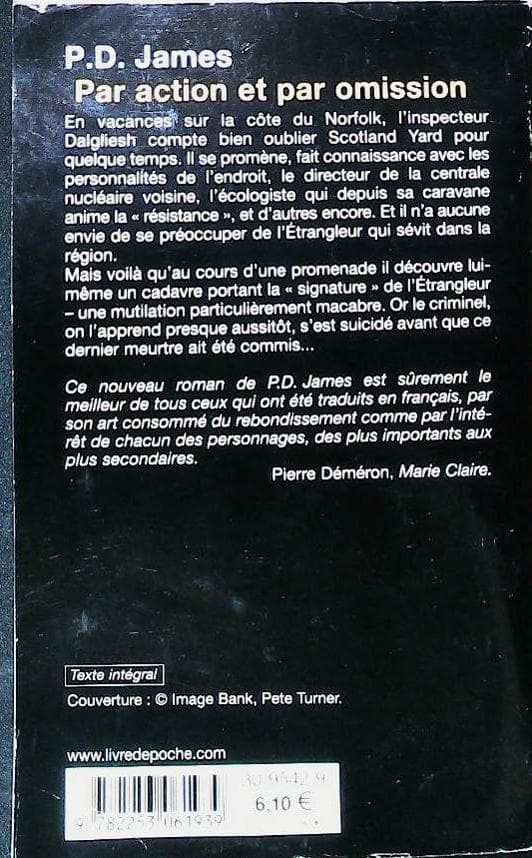 P.D. James
Par action et par omission
En vacances sur la côte du Norfolk, l'inspecteur
Dalgliesh compte bien oublier Scotland Yard pour
quelque temps. Il se promène, fait connaissance avec les
personnalités de l'endroit, le directeur de la centrale
nucléaire voisine, l'écologiste qui depuis sa caravane
anime la « résistance », et d'autres encore. Et il n'a aucune
envie de se préoccuper de l'Étrangleur qui sévit dans la
région.
Mais voilà qu'au cours d'une promenade il découvre lui-
même un cadavre portant la « signature » de l'Étrangleur
– une mutilation particulièrement macabre. Or le criminel,
on l'apprend presque aussitôt, s'est suicidé avant que ce
dernier meurtre ait été commis...
Ce nouveau roman de P.D. James est sûrement le
meilleur de tous ceux qui ont été traduits en français, par
son art consommé du rebondissement comme par l'inté-
rêt de chacun des personnages, des plus importants aux
plus secondaires.
Pierre Déméron, Marie Claire.
Texte intégral
Couverture : © Image Bank, Pete Turner.
www.livredepoche.com
6,10 €
9 782253 061939